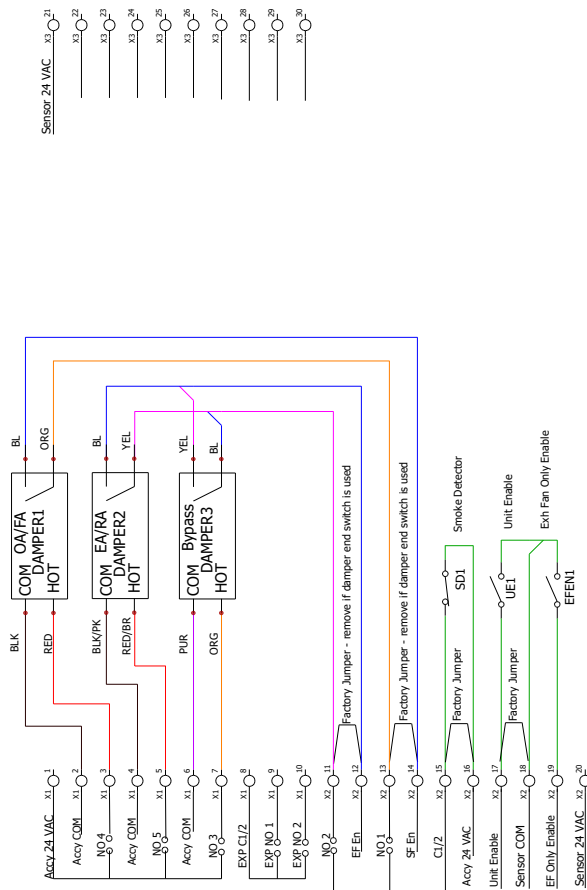 Sensor 24 VAC
X3 21
X3 22
X3 23
X3 24
X3 25
X3 26
X3 27
X3 28
X3 29
X3 30
BL
ORG
BL
YEL
YEL
BL
COM OA/FA
DAMPER1
HOT
COM EA/RA
DAMPER2
HOT
COM Bypass
DAMPER3
HOT
BLK
RED
BLK/PK
RED/BR
PUR
ORG
Factory Jumper - remove if damper end switch is used
Factory Jumper - remove if damper end switch is used
Smoke Detector
SD1
Factory Jumper
Unit Enable
UE1
Factory Jumper
Exh Fan Only Enable
EFEN1
Accy 24 VAC X1 1
Accy COM X1 2
NO 4 X1 3
Accy COM X1 4
NO 5 X1 5
Accy COM X1 6
NO 3 X1 7
EXP C1/2 X1 8
EXP NO 1 X1 9
EXP NO 2 X1 10
NO 2 X2 11
EF En X2 12
NO 1 X2 13
SF En X2 14
C1/2 X2 15
Accy 24 VAC X2 16
Unit Enable X2 17
Sensor COM X2 18
EF Only Enable X2 19
Sensor 24 VAC X2 20